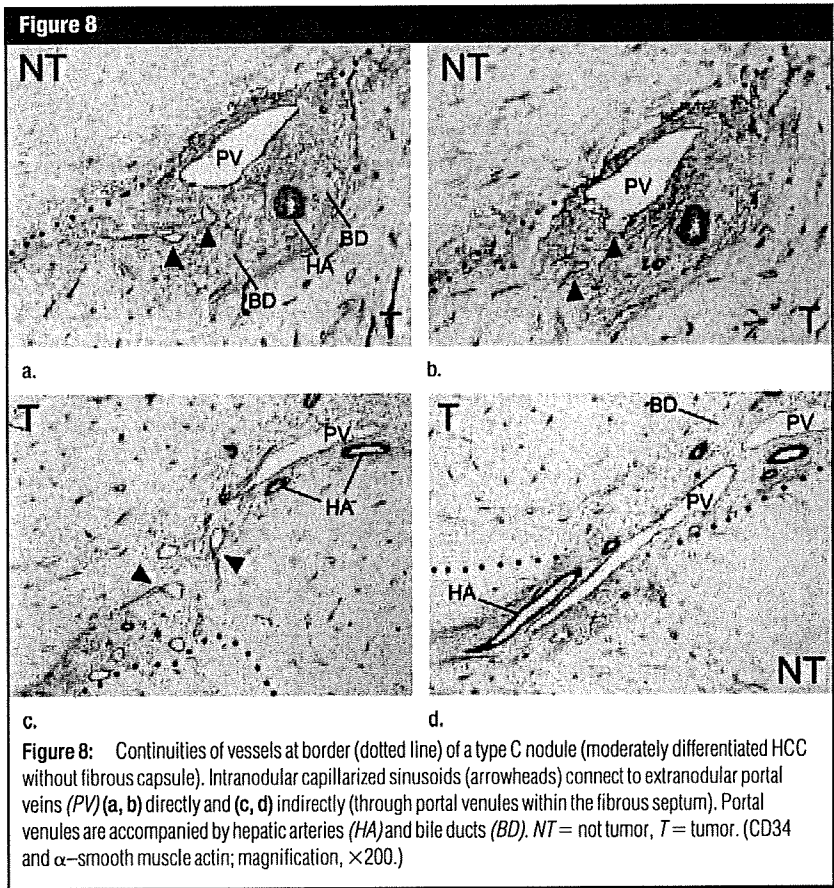 Figure 8
NT
PV
BD
HA
BD
T
a.
NT
PV
T
b.
T
PV
HA
c.
T
BD
PV
PV
HA
NT
d.
Figure 8: Continuities of vessels at border (dotted line) of a type C nodule (moderately differentiated HCC
without fibrous capsule). Intranodular capillarized sinusoids (arrowheads) connect to extranodular portal
veins (PV) (a, b) directly and (c, d) indirectly (through portal venules within the fibrous septum). Portal
venules are accompanied by hepatic arteries (HA) and bile ducts (BD). NT = not tumor, T = tumor. (CD34
and α–smooth muscle actin; magnification, ×200.)